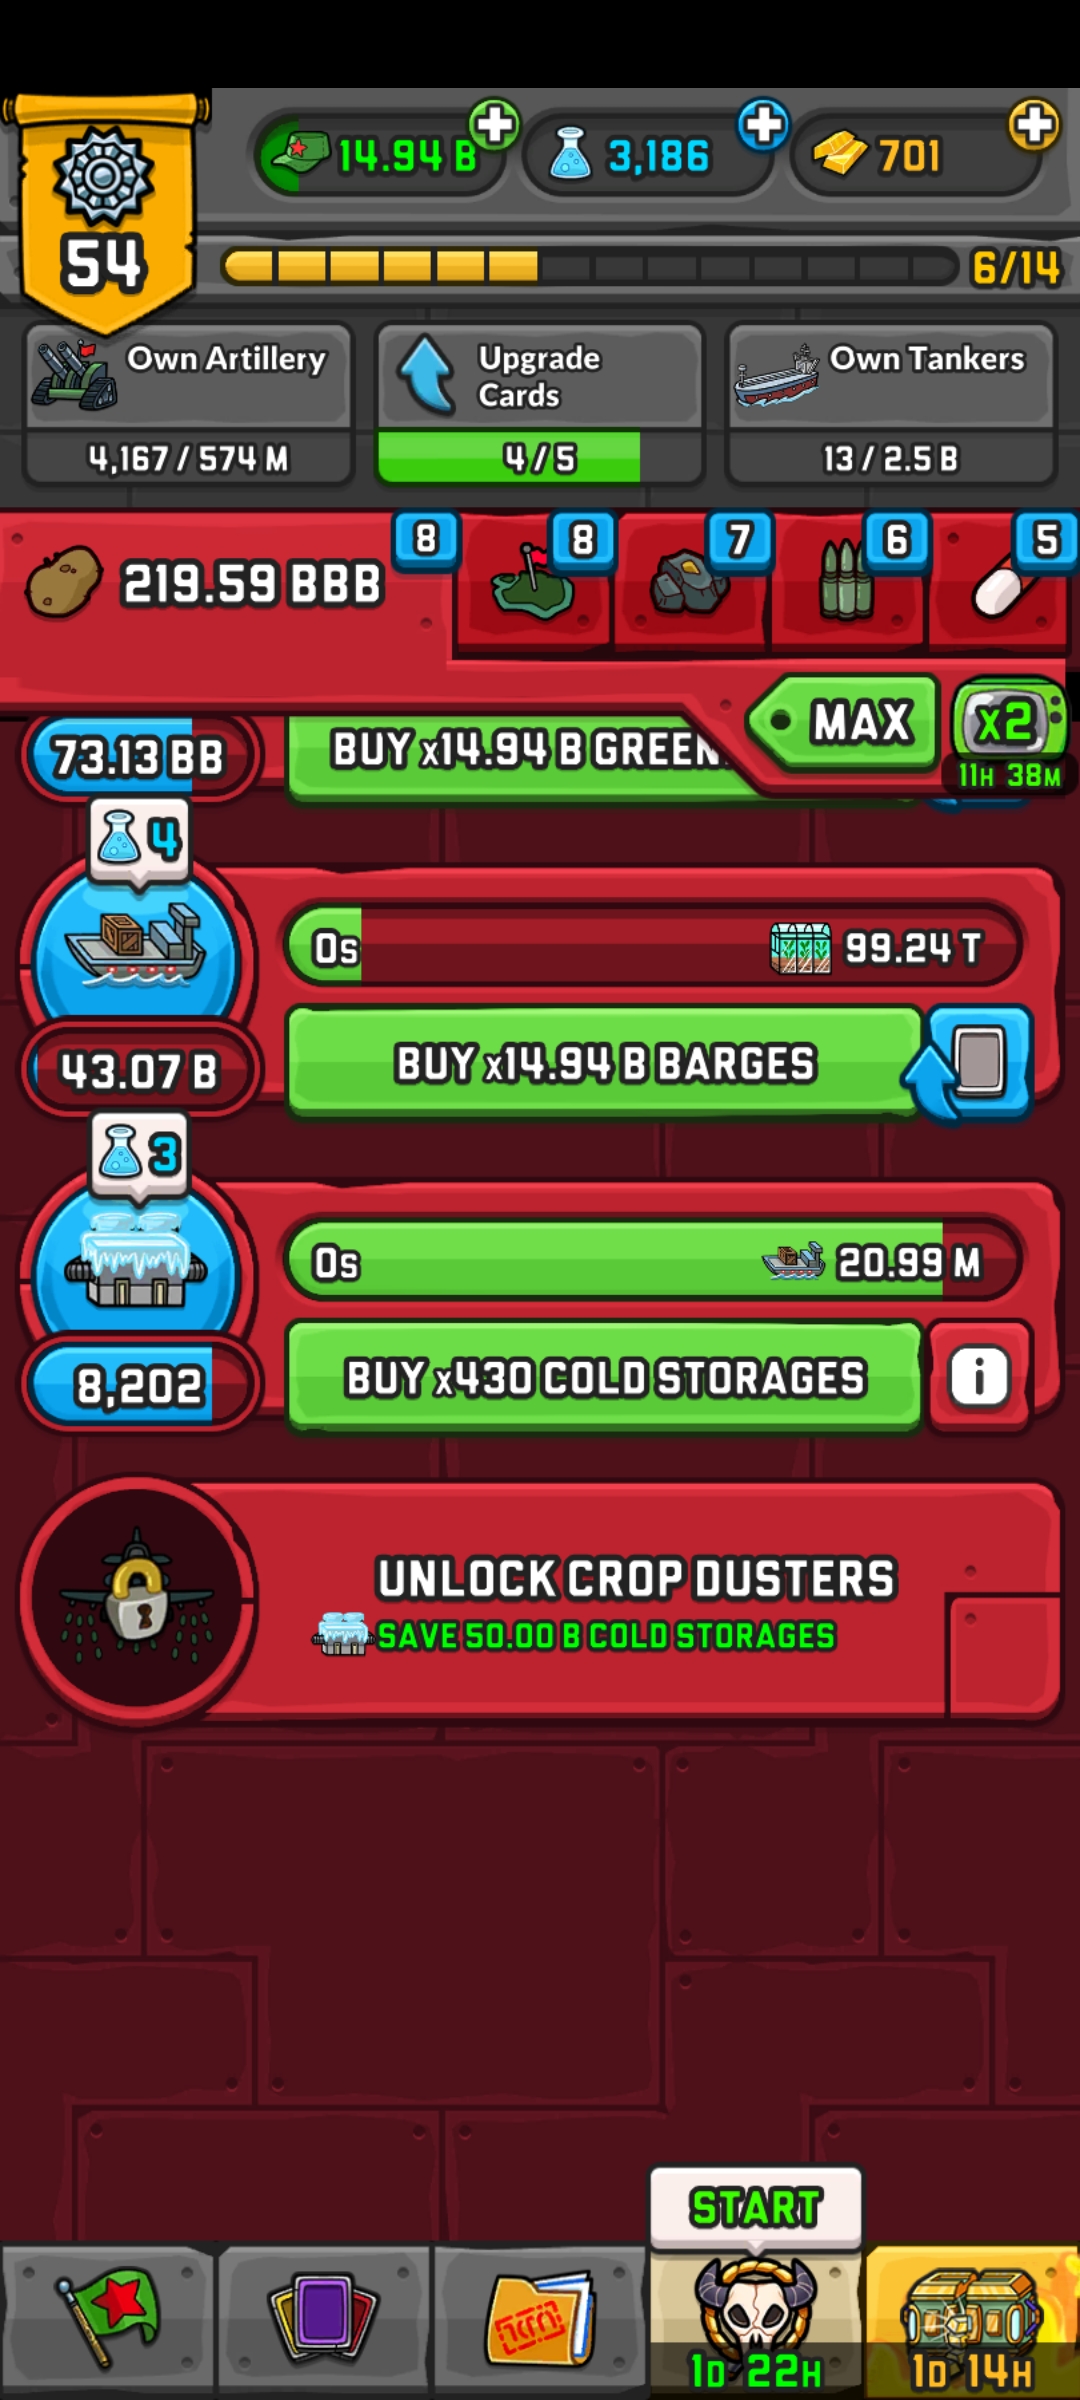 14.94 B
3,186
701
54
6/14
Own Artillery
4,167 / 574 M
Upgrade
Cards
4 / 5
Own Tankers
13 / 2.5 B
219.59 BBB
8
8
7
6
5
MAX
x2
11H 38M
73.13 BB
BUY x14.94 B GREEN
4
0s
99.24 T
43.07 B
BUY x14.94 B BARGES
3
0s
20.99 M
8,202
BUY x430 COLD STORAGES
i
UNLOCK CROP DUSTERS
SAVE 50.00 B COLD STORAGES
START
1D 22H
1D 14H